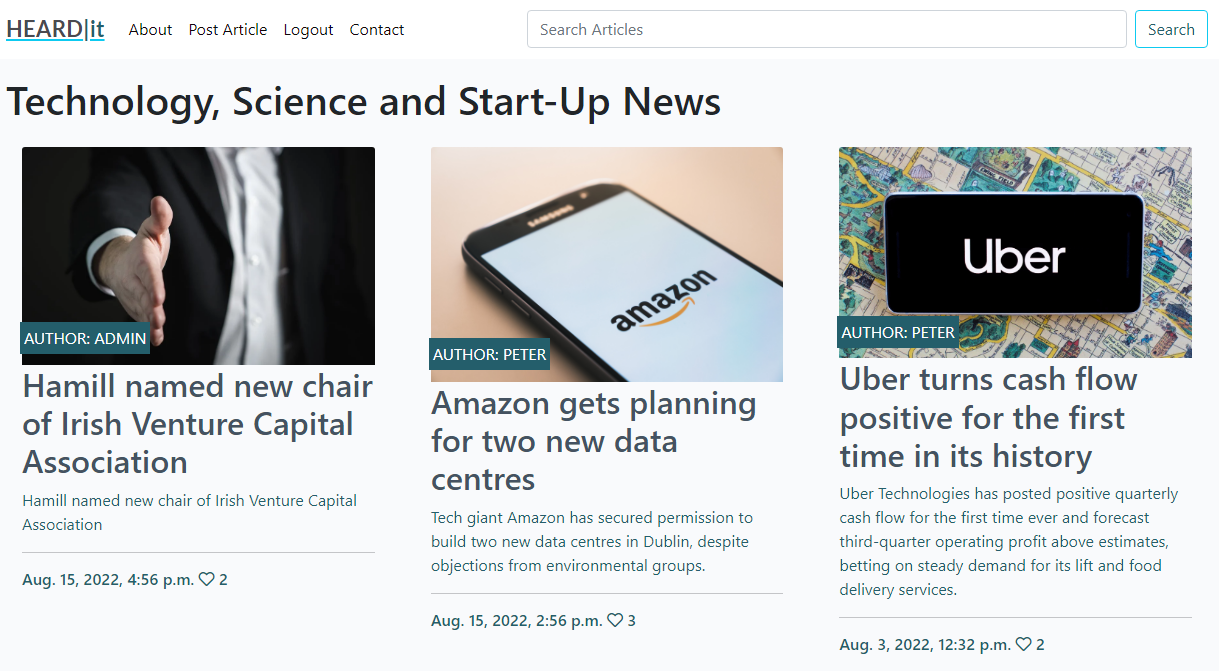 HEARD|it About Post Article Logout Contact Search Articles Search
Technology, Science and Start-Up News
AUTHOR: ADMIN
Hamill named new chair
of Irish Venture Capital
Association
Hamill named new chair of Irish Venture Capital
Association
Aug. 15, 2022, 4:56 p.m. 2
SAMSUNG
amazon
AUTHOR: PETER
Amazon gets planning
for two new data
centres
Tech giant Amazon has secured permission to
build two new data centres in Dublin, despite
objections from environmental groups.
Aug. 15, 2022, 2:56 p.m. 3
Uber
AUTHOR: PETER
Uber turns cash flow
positive for the first
time in its history
Uber Technologies has posted positive quarterly
cash flow for the first time ever and forecast
third-quarter operating profit above estimates,
betting on steady demand for its lift and food
delivery services.
Aug. 3, 2022, 12:32 p.m. 2